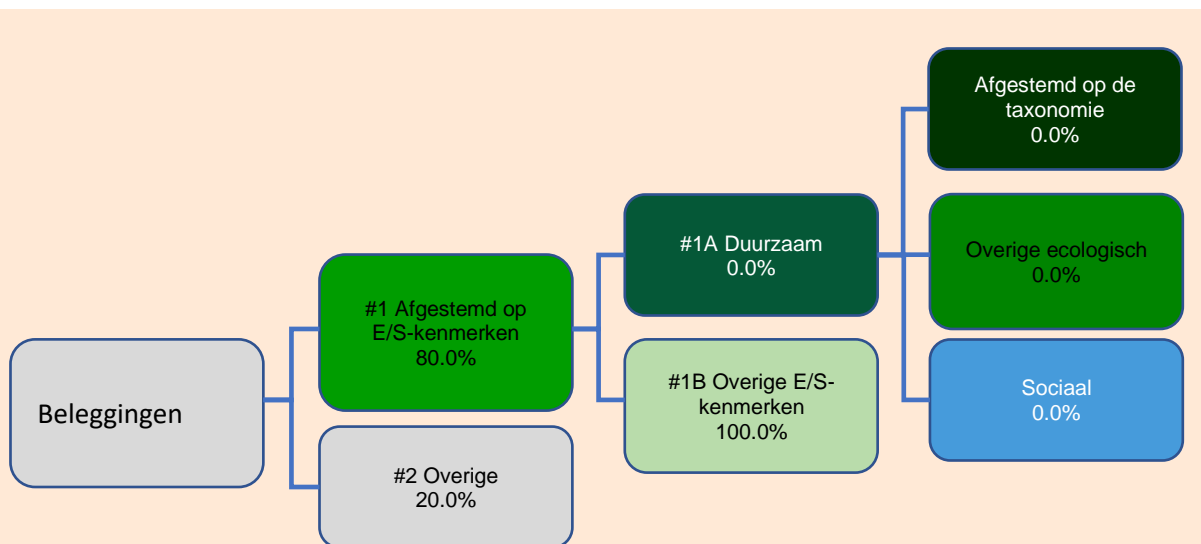 Beleggingen
#1 Afgestemd op
E/S-kenmerken
80.0%
#2 Overige
20.0%
#1A Duurzaam
0.0%
#1B Overige E/S-
kenmerken
100.0%
Afgestemd op de
taxonomie
0.0%
Overige ecologisch
0.0%
Sociaal
0.0%